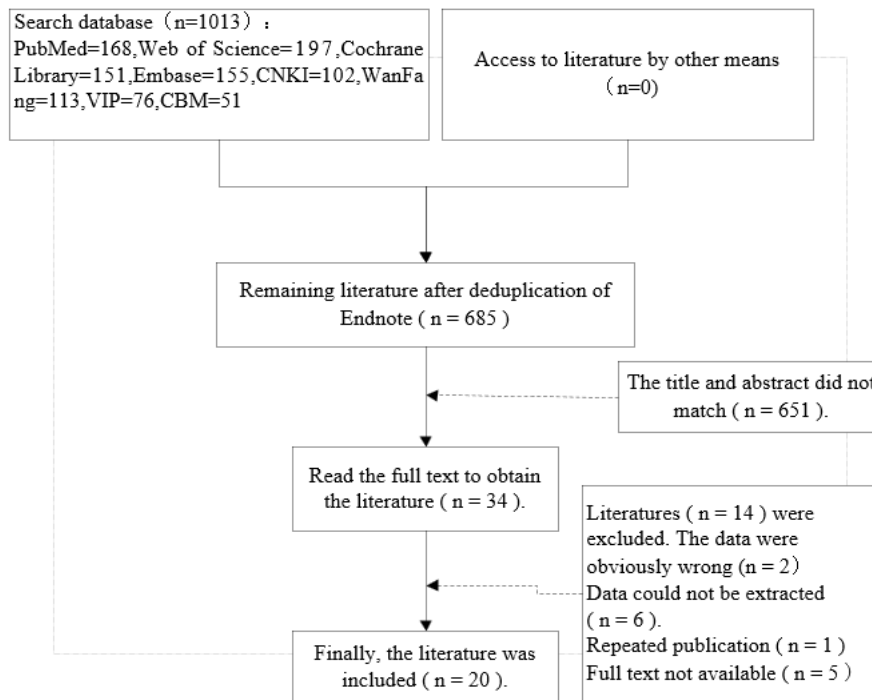 Search database（n=1013）:
PubMed=168,Web of Science=197,Cochrane
Library=151,Embase=155,CNKI=102,WanFa
ng=113,VIP=76,CBM=51
Access to literature by other means
（n=0)
Remaining literature after deduplication of
Endnote ( n = 685 )
The title and abstract did not
match ( n = 651 ).
Read the full text to obtain
the literature ( n = 34 ).
Literatures ( n = 14 ) were
excluded. The data were
obviously wrong (n = 2）
Data could not be extracted
( n = 6 ).
Repeated publication ( n = 1 )
Full text not available ( n = 5 )
Finally, the literature was
included ( n = 20 ).